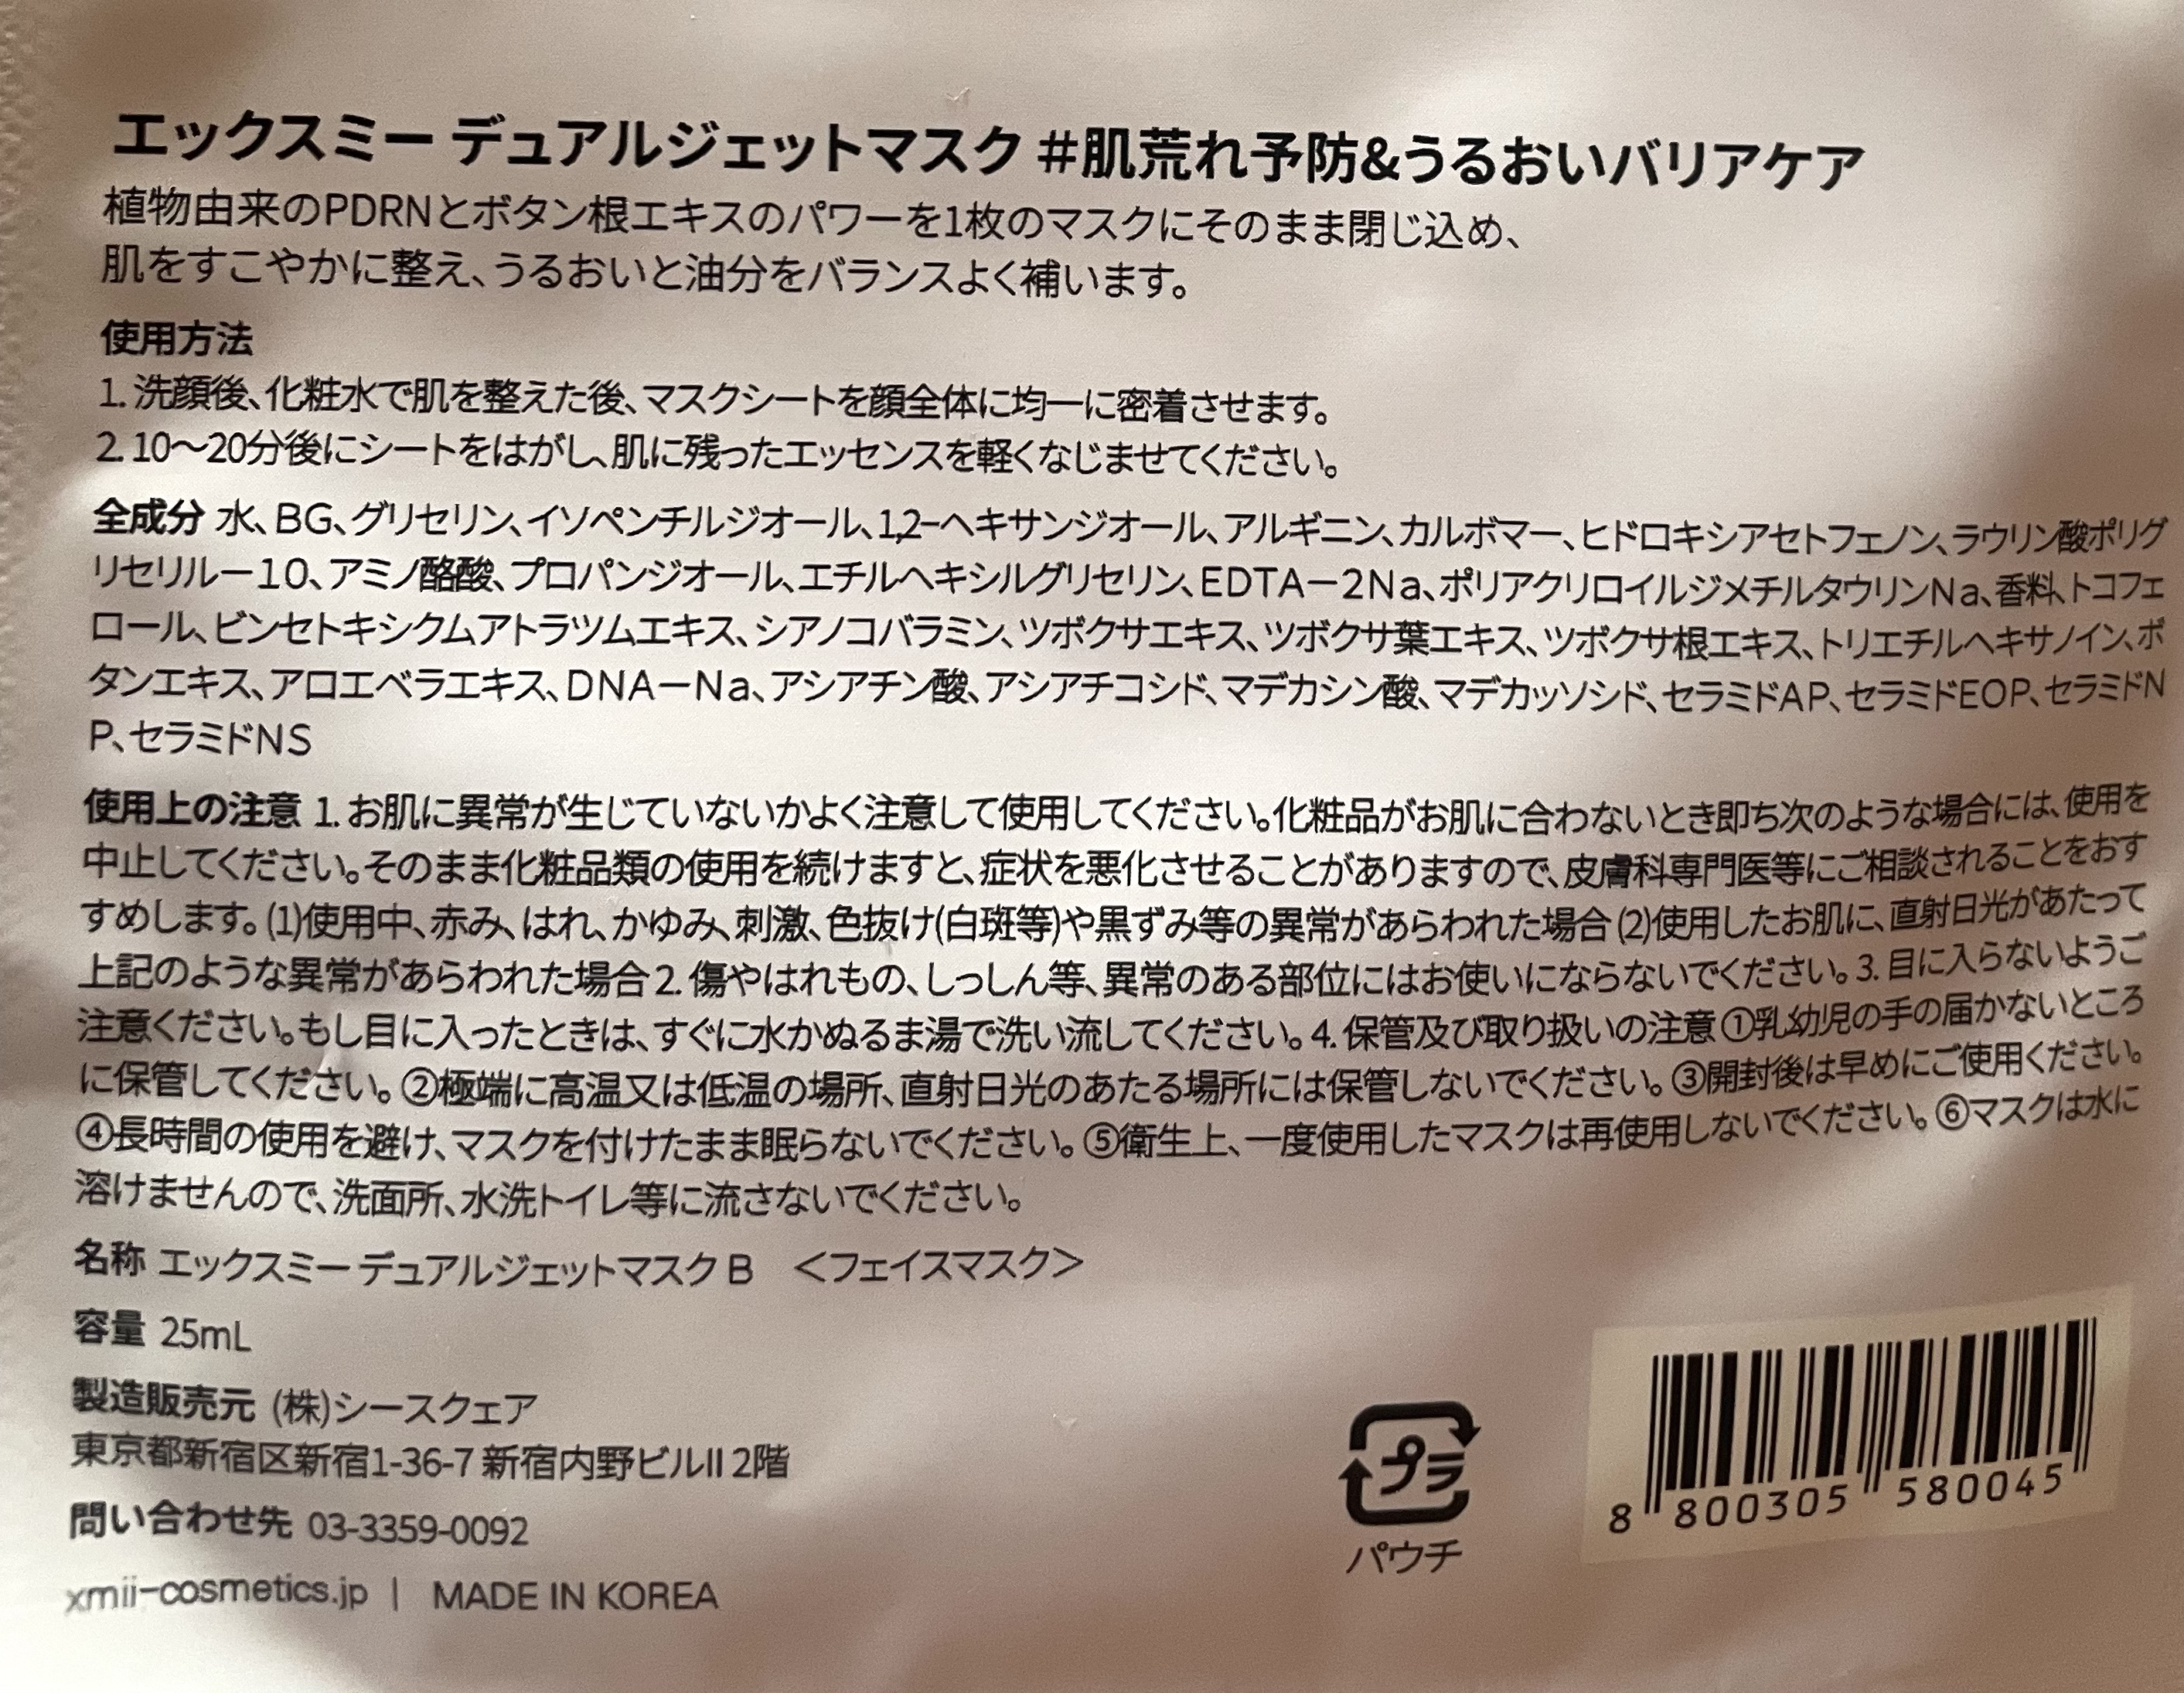 エックスミー デュアルジェットマスク #肌荒れ予防&うるおいバリアケア
植物由来のPDRNとボタン根エキスのパワーを1枚のマスクにそのまま閉じ込め、
肌をすこやかに整え、うるおいと油分をバランスよく補います。
使用方法
1. 洗顔後、化粧水で肌を整えた後、マスクシートを顔全体に均一に密着させます。
2. 10〜20分後にシートをはがし、肌に残ったエッセンスを軽くなじませてください。
全成分 水、BG、グリセリン、イソペンチルジオール、1,2-ヘキサンジオール、アルギニン、カルボマー、ヒドロキシアセトフェノン、ラウリン酸ポリグ
リセリルー10、アミノ酪酸、プロパンジオール、エチルヘキシルグリセリン、EDTAー2Na、ポリアクリロイルジメチルタウリンNa、香料、トコフェ
ロール、ビンセトキシクムアトラツムエキス、シアノコバラミン、ツボクサエキス、ツボクサ葉エキス、ツボクサ根エキス、トリエチルヘキサノイン、ボ
タンエキス、アロエベラエキス、DNAーNa、アシアチン酸、アシアチコシド、マデカシン酸、マデカッソシド、セラミドAP、セラミドEOP、セラミドN
P、セラミドNS
使用上の注意 1. お肌に異常が生じていないかよく注意して使用してください。化粧品がお肌に合わないとき即ち次のような場合には、使用を
中止してください。そのまま化粧品類の使用を続けますと、症状を悪化させることがありますので、皮膚科専門医等にご相談されることをおす
すめします。(1)使用中、赤み、はれ、かゆみ、刺激、色抜け(白斑等)や黒ずみ等の異常があらわれた場合 (2)使用したお肌に、直射日光があたって
上記のような異常があらわれた場合 2. 傷やはれもの、しっしん等、異常のある部位にはお使いにならないでください。3. 目に入らないようご
注意ください。もし目に入ったときは、すぐに水かぬるま湯で洗い流してください。4. 保管及び取り扱いの注意 ①乳幼児の手の届かないところ
に保管してください。②極端に高温又は低温の場所、直射日光のあたる場所には保管しないでください。③開封後は早めにご使用ください。
④長時間の使用を避け、マスクを付けたまま眠らないでください。⑤衛生上、一度使用したマスクは再使用しないでください。⑥マスクは水に
溶けませんので、洗面所、水洗トイレ等に流さないでください。
名称 エックスミー デュアルジェットマスク B <フェイスマスク>
容量 25mL
製造販売元 (株)シースクェア
東京都新宿区新宿1-36-7 新宿内野ビルII 2階
問い合わせ先 03-3359-0092
xmii-cosmetics.jp | MADE IN KOREA
プラ
パウチ
8 800305 580045